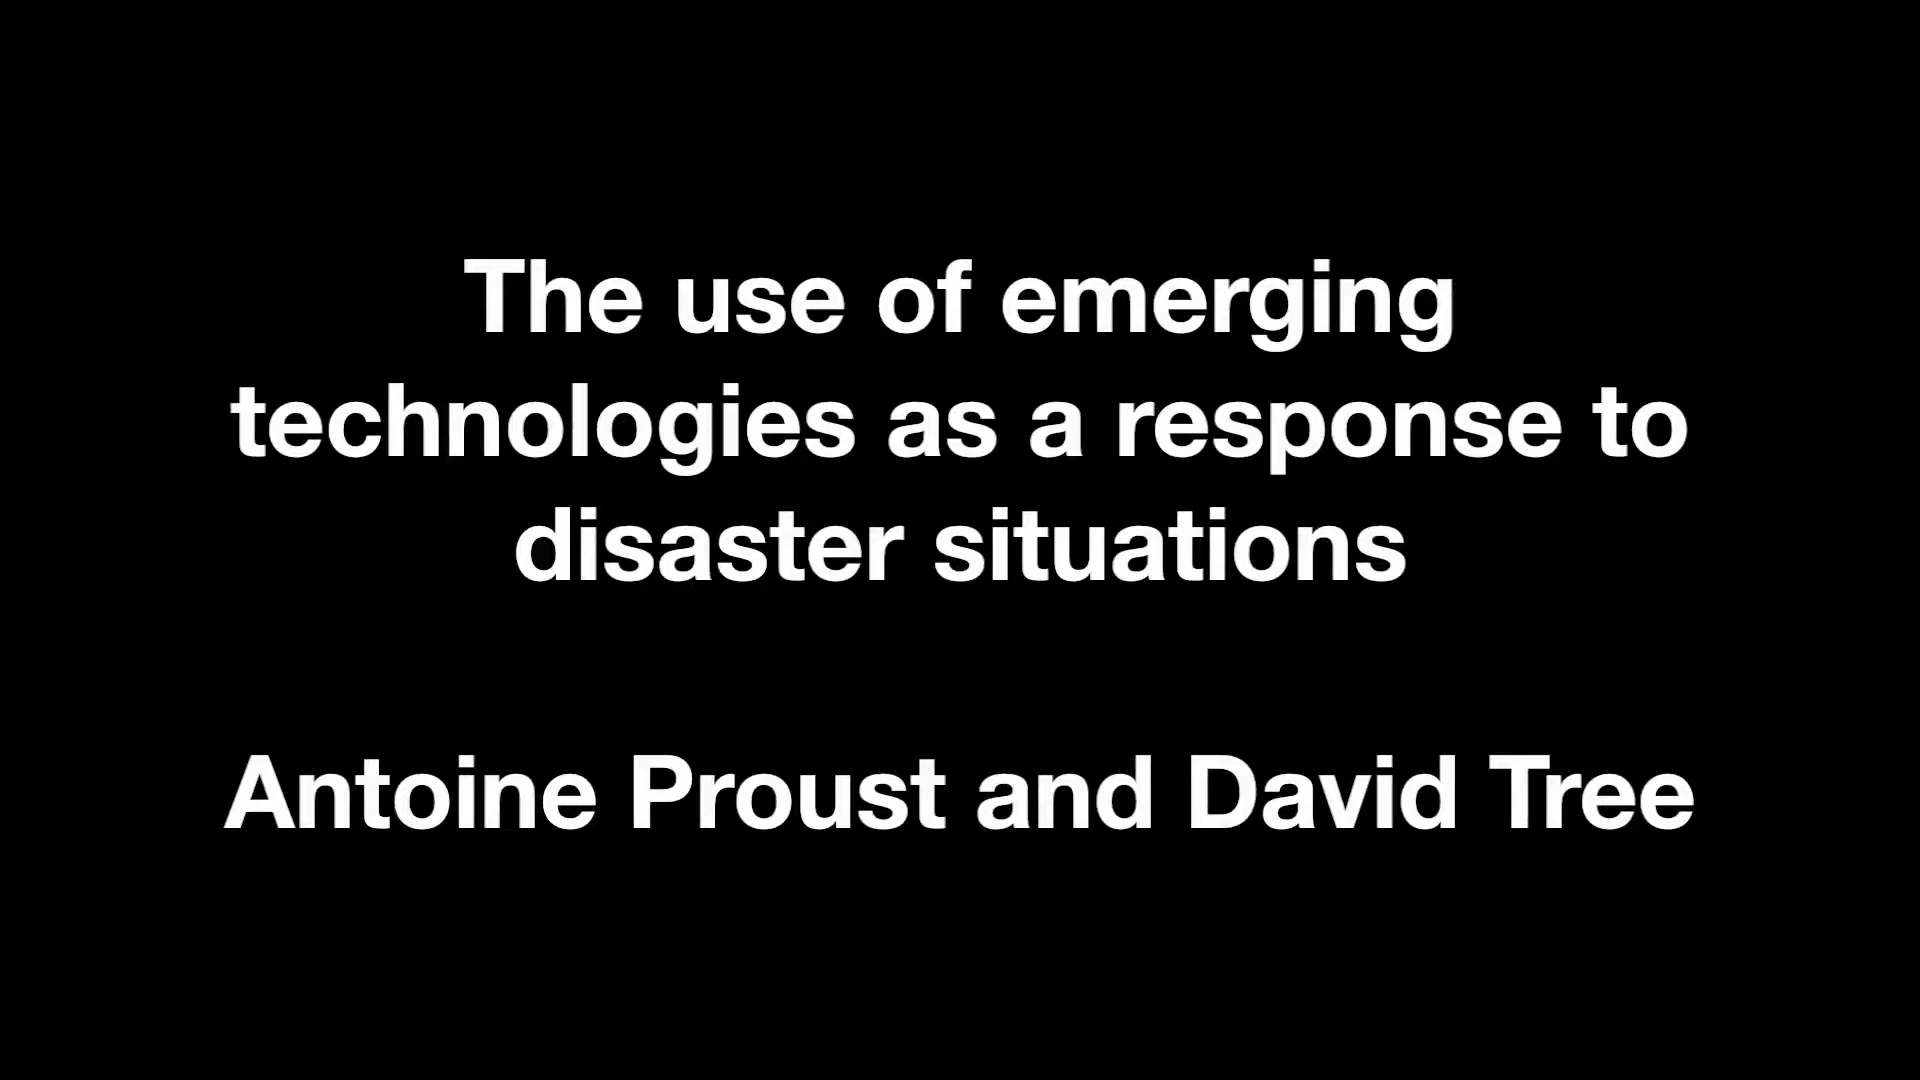 The use of emerging
technologies as a response to
disaster situations
Antoine Proust and David Tree